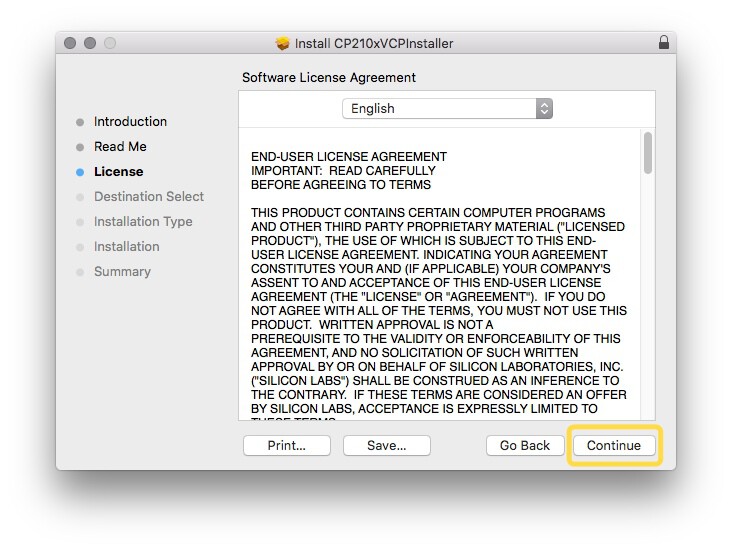 Install CP210xVCPInstaller
Software License Agreement
English
Introduction
Read Me
License
Destination Select
Installation Type
Installation
Summary
END-USER LICENSE AGREEMENT
IMPORTANT:  READ CAREFULLY
BEFORE AGREEING TO TERMS
THIS PRODUCT CONTAINS CERTAIN COMPUTER PROGRAMS
AND OTHER THIRD PARTY PROPRIETARY MATERIAL ("LICENSED
PRODUCT"), THE USE OF WHICH IS SUBJECT TO THIS END-
USER LICENSE AGREEMENT. INDICATING YOUR AGREEMENT
CONSTITUTES YOUR AND (IF APPLICABLE) YOUR COMPANY'S
ASSENT TO AND ACCEPTANCE OF THIS END-USER LICENSE
AGREEMENT (THE "LICENSE" OR "AGREEMENT").  IF YOU DO
NOT AGREE WITH ALL OF THE TERMS, YOU MUST NOT USE THIS
PRODUCT.  WRITTEN APPROVAL IS NOT A
PREREQUISITE TO THE VALIDITY OR ENFORCEABILITY OF THIS
AGREEMENT, AND NO SOLICITATION OF SUCH WRITTEN
APPROVAL BY OR ON BEHALF OF SILICON LABORATORIES, INC.
("SILICON LABS") SHALL BE CONSTRUED AS AN INFERENCE TO
THE CONTRARY.  IF THESE TERMS ARE CONSIDERED AN OFFER
BY SILICON LABS, ACCEPTANCE IS EXPRESSLY LIMITED TO
THESE TERMS
Print...
Save...
Go Back
Continue